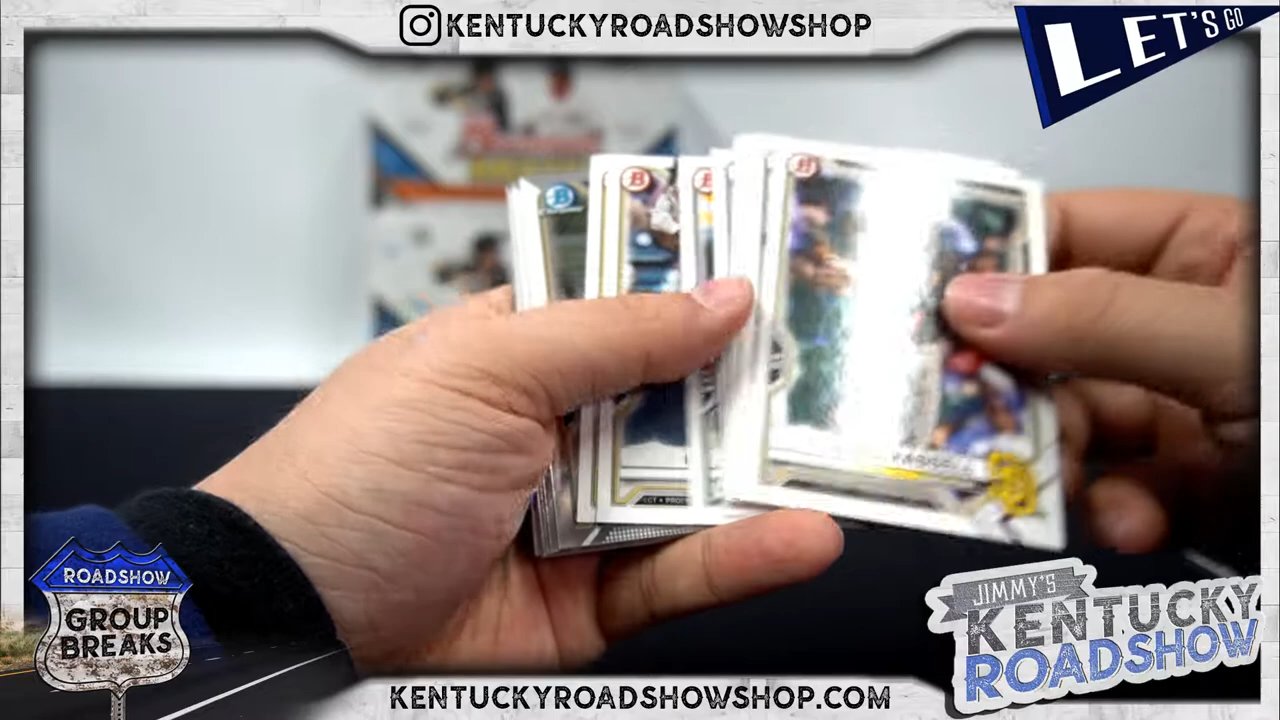 KENTUCKYROADSHOWSHOP
LET'S GO
B
B
B
ROADSHOW
GROUP
BREAKS
JIMMY'S
KENTUCKY
ROADSHOW
KENTUCKYROADSHOWSHOP.COM